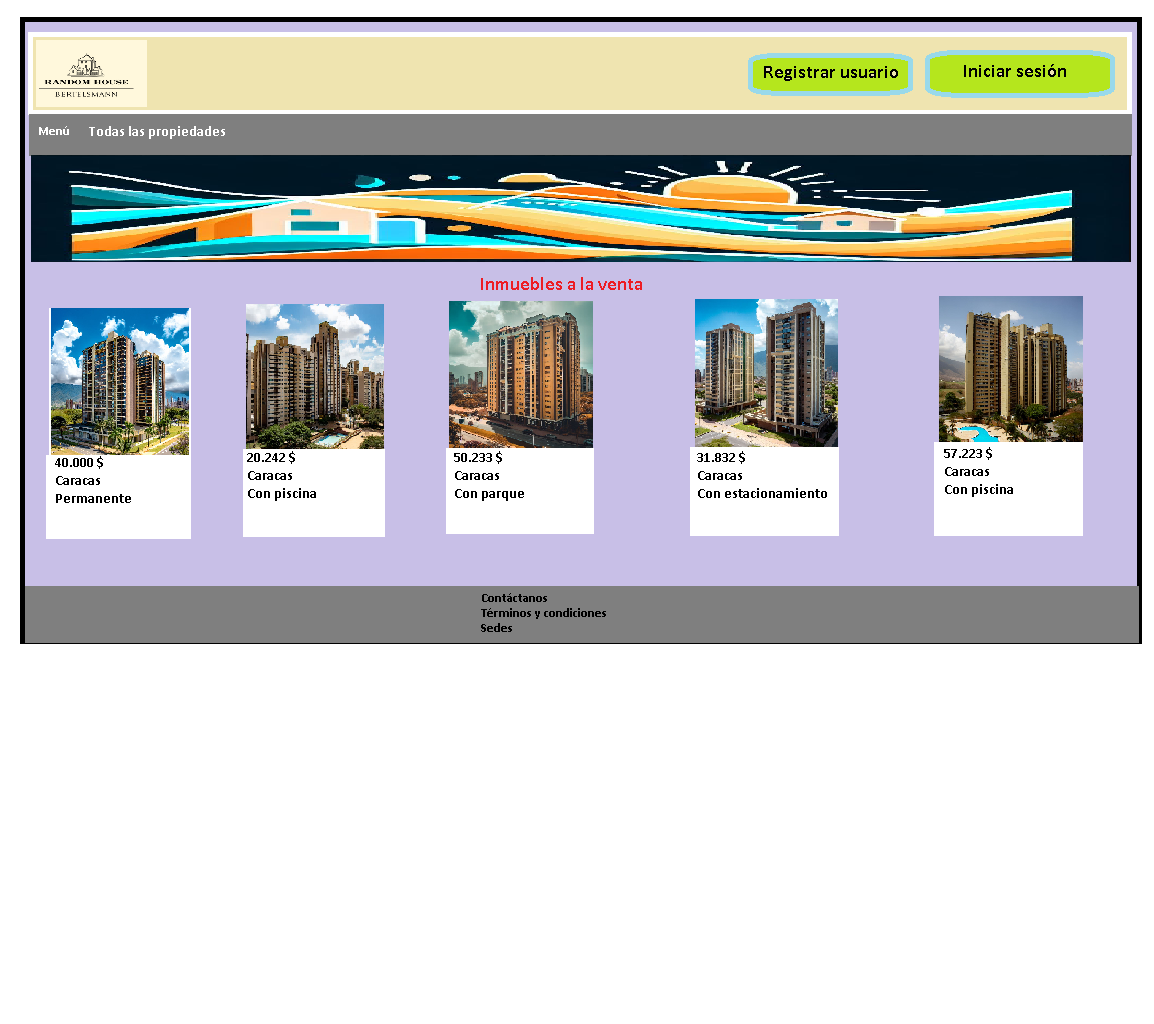 RANDOM HOUSE
BERTELSMANN
Registrar usuario
Iniciar sesión
Menú
Todas las propiedades
Inmuebles a la venta
40.000 $
Caracas
Permanente
20.242 $
Caracas
Con piscina
50.233 $
Caracas
Con parque
31.832 $
Caracas
Con estacionamiento
57.223 $
Caracas
Con piscina
Contáctanos
Términos y condiciones
Sedes